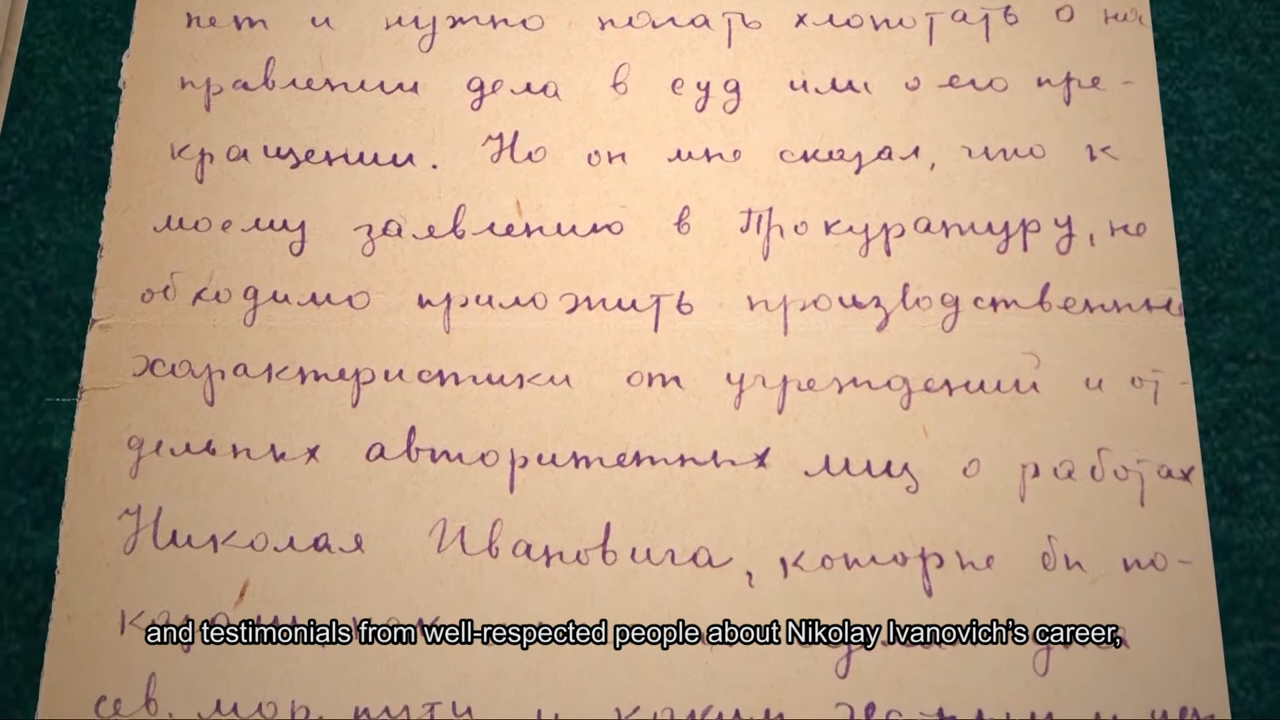 нет и нужно начать хлопотать о на
правлении дела в суд или о его пре-
кращении. Но он мне сказал, что к
моему заявлению в Прокуратуру, не
обходимо приложить производственные
характеристики от учреждений и от-
дельных авторитетных лиц о работах
Николая Ивановича, которые бы по-
and testimonials from well-respected people about Nikolay Ivanovich’s career,
сев. мор. пути и каким